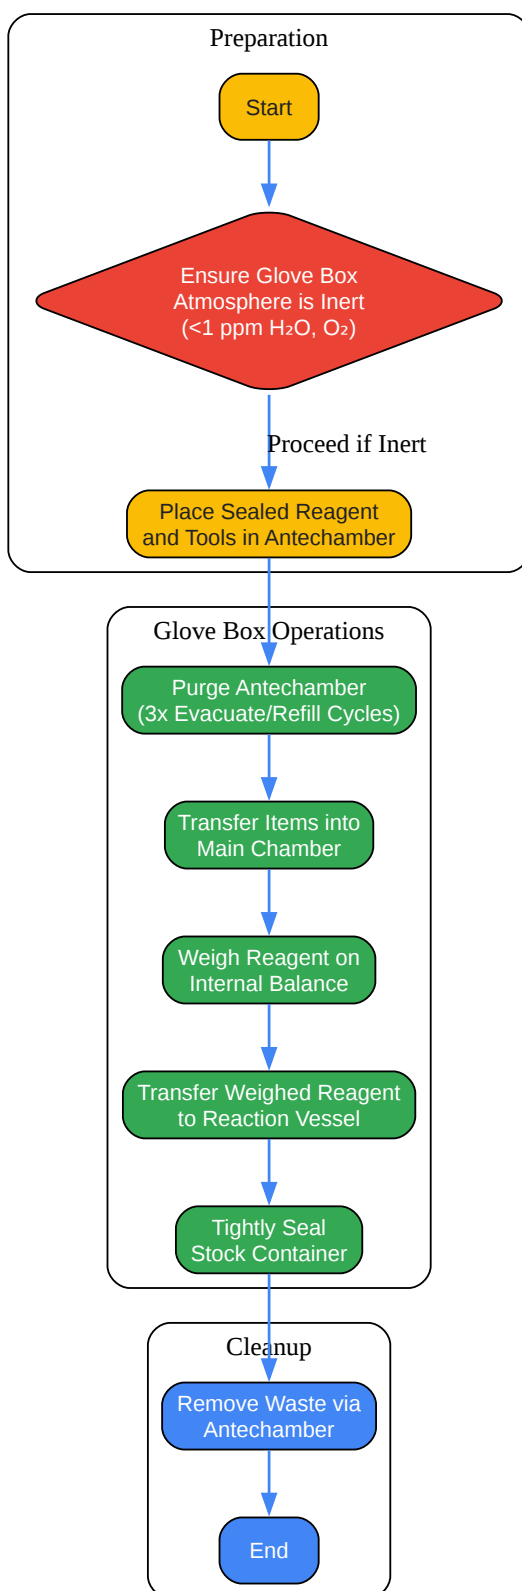 Preparation
Start
Ensure Glove Box
Atmosphere is Inert
(<1 ppm H₂O, O₂)
Proceed if Inert
Place Sealed Reagent
and Tools in Antechamber
Glove Box Operations
Purge Antechamber
(3x Evacuate/Refill Cycles)
Transfer Items into
Main Chamber
Weigh Reagent on
Internal Balance
Transfer Weighed Reagent
to Reaction Vessel
Tightly Seal
Stock Container
Cleanup
Remove Waste via
Antechamber
End